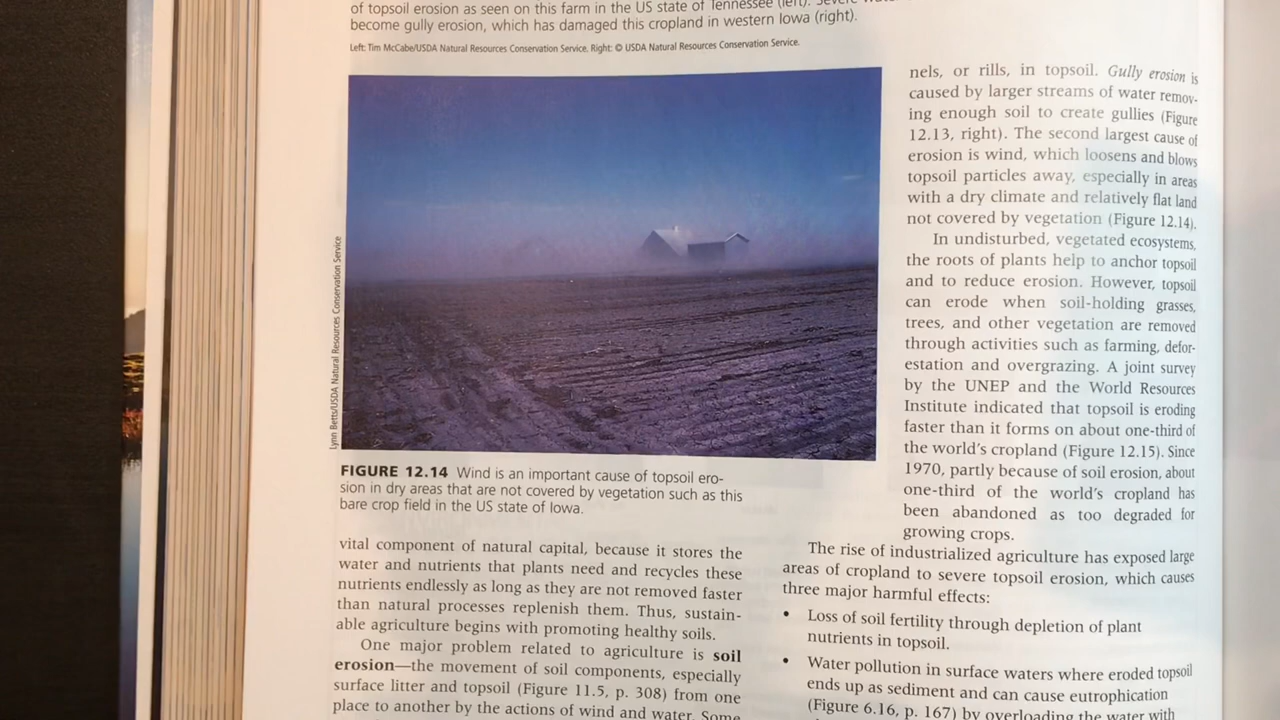 of topsoil erosion as seen on this farm in the US state of Tennessee (left). Severe
become gully erosion, which has damaged this cropland in western Iowa (right).
Left: Tim McCabe/USDA Natural Resources Conservation Service. Right: © USDA Natural Resources Conservation Service.
Lynn Betts/USDA Natural Resources Conservation Service
FIGURE 12.14 Wind is an important cause of topsoil ero-
sion in dry areas that are not covered by vegetation such as this
bare crop field in the US state of Iowa.
vital component of natural capital, because it stores the
water and nutrients that plants need and recycles these
nutrients endlessly as long as they are not removed faster
than natural processes replenish them. Thus, sustain-
able agriculture begins with promoting healthy soils.
One major problem related to agriculture is soil
erosion—the movement of soil components, especially
surface litter and topsoil (Figure 11.5, p. 308) from one
place to another by the actions of wind and water. Some
nels, or rills, in topsoil. Gully erosion is
caused by larger streams of water remov-
ing enough soil to create gullies (Figure
12.13, right). The second largest cause of
erosion is wind, which loosens and blows
topsoil particles away, especially in areas
with a dry climate and relatively flat land
not covered by vegetation (Figure 12.14).
In undisturbed, vegetated ecosystems,
the roots of plants help to anchor topsoil
and to reduce erosion. However, topsoil
can erode when soil-holding grasses,
trees, and other vegetation are removed
through activities such as farming, defor-
estation and overgrazing. A joint survey
by the UNEP and the World Resources
Institute indicated that topsoil is eroding
faster than it forms on about one-third of
the world's cropland (Figure 12.15). Since
1970, partly because of soil erosion, about
one-third of the world's cropland has
been abandoned as too degraded for
growing crops.
The rise of industrialized agriculture has exposed large
areas of cropland to severe topsoil erosion, which causes
three major harmful effects:
• Loss of soil fertility through depletion of plant
nutrients in topsoil.
• Water pollution in surface waters where eroded topsoil
ends up as sediment and can cause eutrophication
(Figure 6.16, p. 167) by overloading the water with